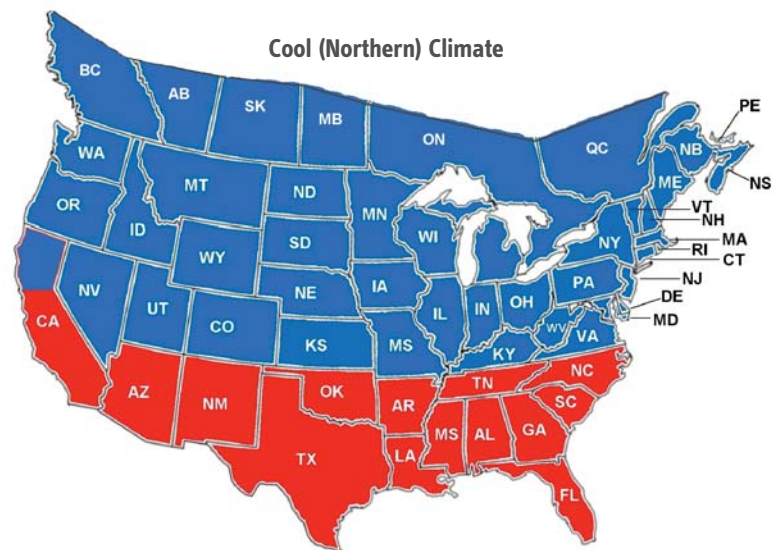 Cool (Northern) Climate
BC
AB
SK
MB
ON
QC
PE
NB
NS
WA
MT
ND
MN
ME
VT
NH
OR
ID
SD
WI
NY
MA
RI
CT
WY
NV
UT
NE
IA
IL
IN
OH
PA
NJ
DE
MD
CO
KS
MS
KY
WV
VA
CA
AZ
NM
OK
AR
TN
NC
SC
TX
LA
MS
AL
GA
FL